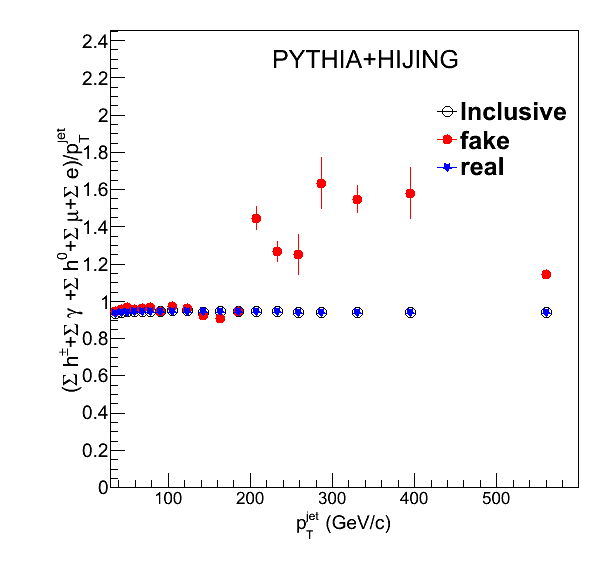 PYTHIA+HIJING
Inclusive
fake
real
(Σ h±+Σ γ +Σ h0+Σ μ+Σ e)/pTjet
2.4
2.2
2
1.8
1.6
1.4
1.2
1
0.8
0.6
0.4
0.2
0
100 200 300 400 500
pTjet (GeV/c)